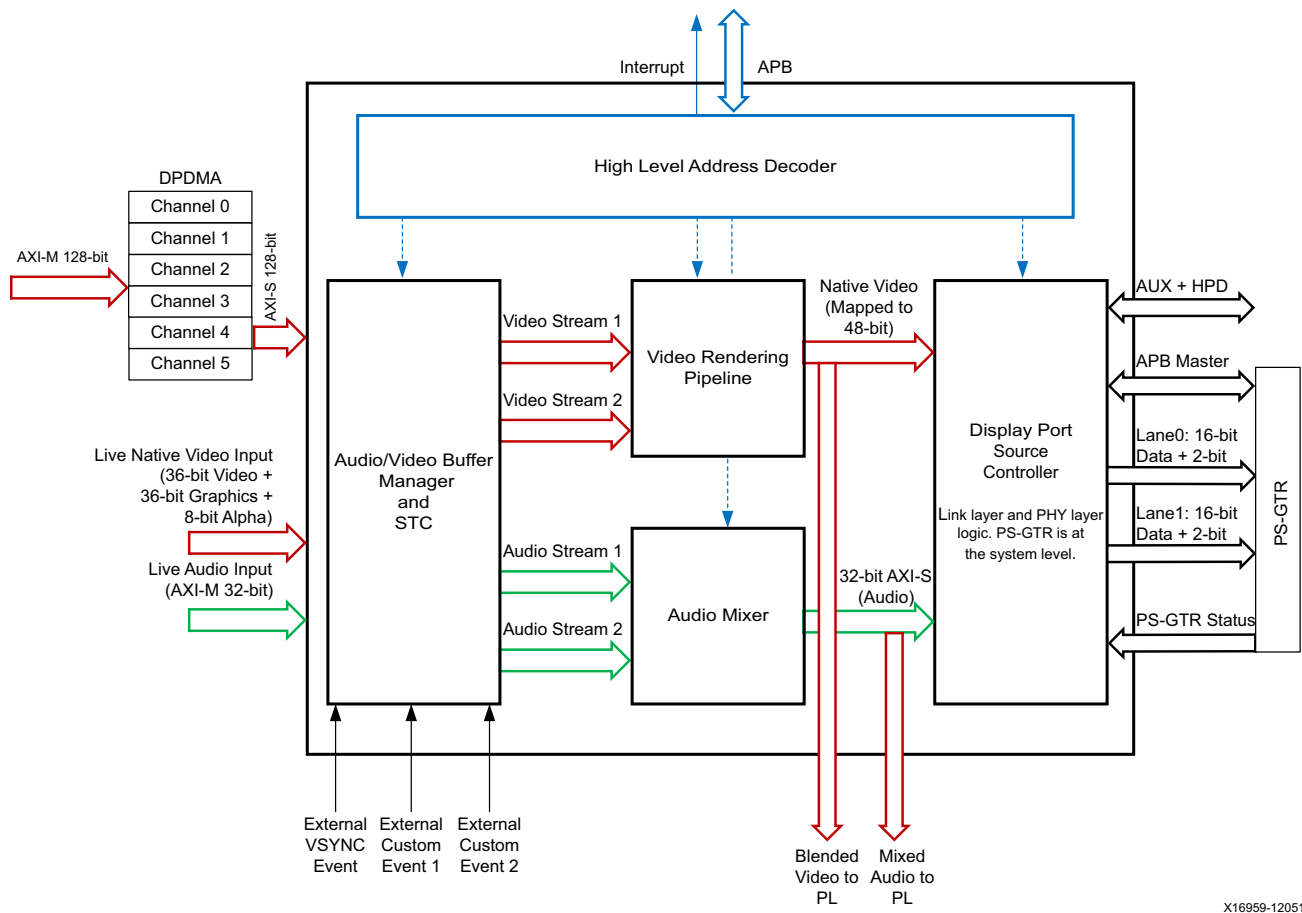 Interrupt
APB
High Level Address Decoder
DPDMA
Channel 0
Channel 1
Channel 2
Channel 3
Channel 4
Channel 5
AXI-M 128-bit
AXI-S 128-bit
Live Native Video Input
(36-bit Video +
36-bit Graphics +
8-bit Alpha)
Live Audio Input
(AXI-M 32-bit)
Audio/Video Buffer
Manager
and
STC
Video Stream 1
Video Stream 2
Audio Stream 1
Audio Stream 2
Video Rendering
Pipeline
Audio Mixer
Native Video
(Mapped to
48-bit)
32-bit AXI-S
(Audio)
Display Port
Source
Controller
Link layer and PHY layer
logic. PS-GTR is at
the system level.
AUX + HPD
APB Master
Lane0: 16-bit
Data + 2-bit
Lane1: 16-bit
Data + 2-bit
PS-GTR Status
PS-GTR
External
VSYNC
Event
External
Custom
Event 1
External
Custom
Event 2
Blended
Video to
PL
Mixed
Audio to
PL
X16959-12051